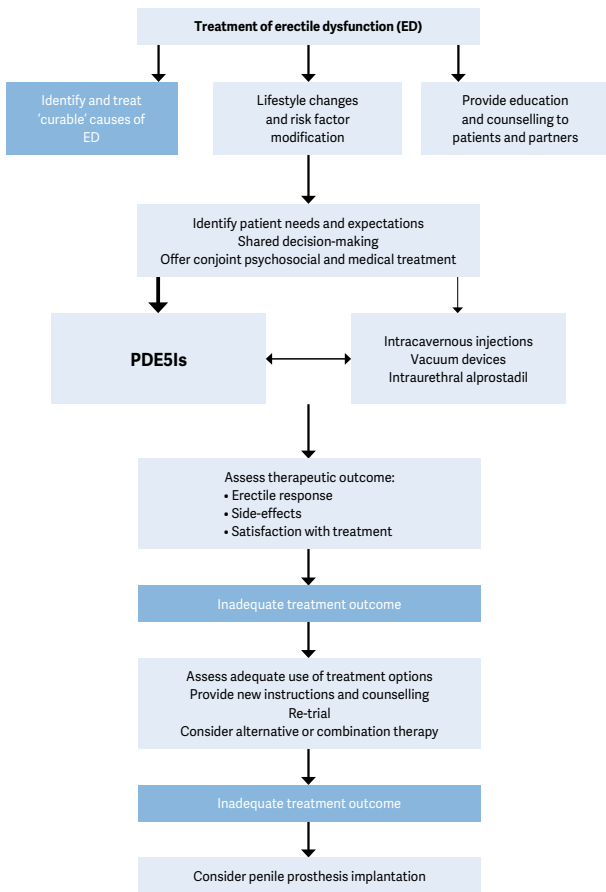 Treatment of erectile dysfunction (ED)
Identify and treat
'curable' causes of
ED
Lifestyle changes
and risk factor
modification
Provide education
and counselling to
patients and partners
Identify patient needs and expectations
Shared decision-making
Offer conjoint psychosocial and medical treatment
PDE5Is
Intracavernous injections
Vacuum devices
Intraurethral alprostadil
Assess therapeutic outcome:
• Erectile response
• Side-effects
• Satisfaction with treatment
Inadequate treatment outcome
Assess adequate use of treatment options
Provide new instructions and counselling
Re-trial
Consider alternative or combination therapy
Inadequate treatment outcome
Consider penile prosthesis implantation